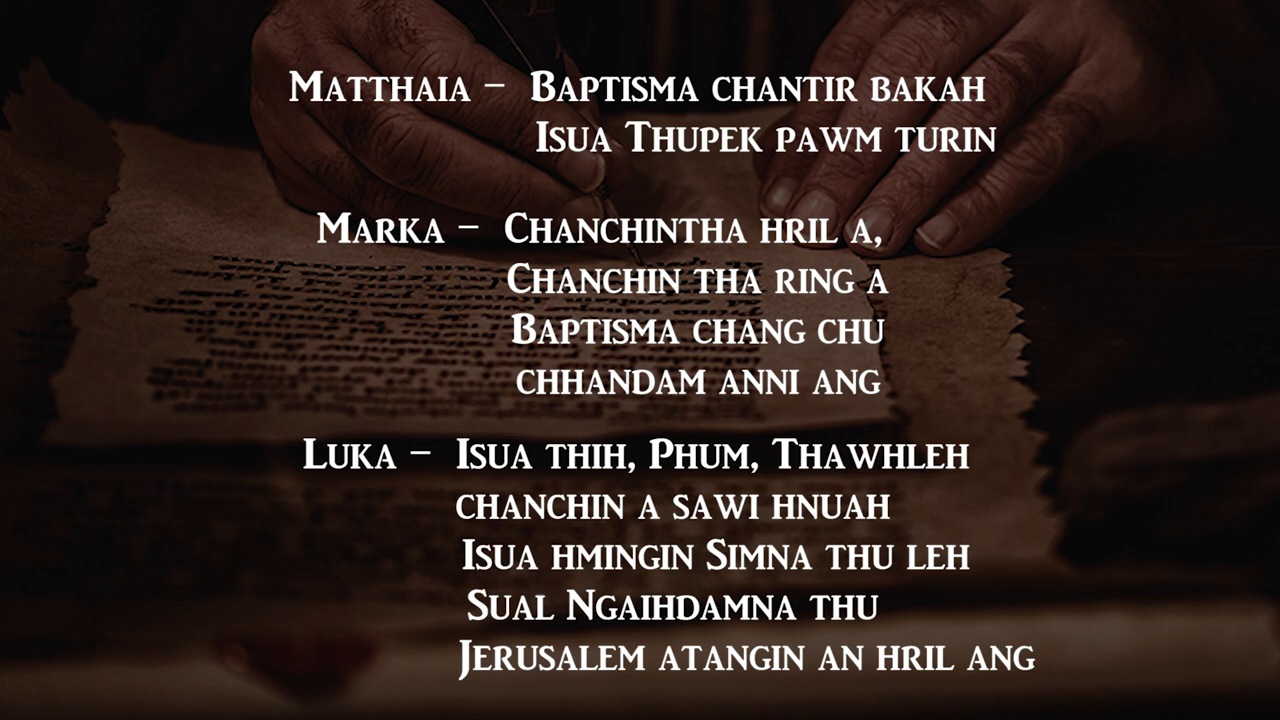 Matthaia – Baptisma chantir bakah
Isua Thupek pawm turin
Marka – Chanchintha hril a,
Chanchin tha ring a
Baptisma chang chu
chhandam anni ang
Luka – Isua thih, Phum, Thawhleh
chanchin a sawi hnuah
Isua hmingin Simna thu leh
Sual Ngaihdamna thu
Jerusalem atangin an hril ang